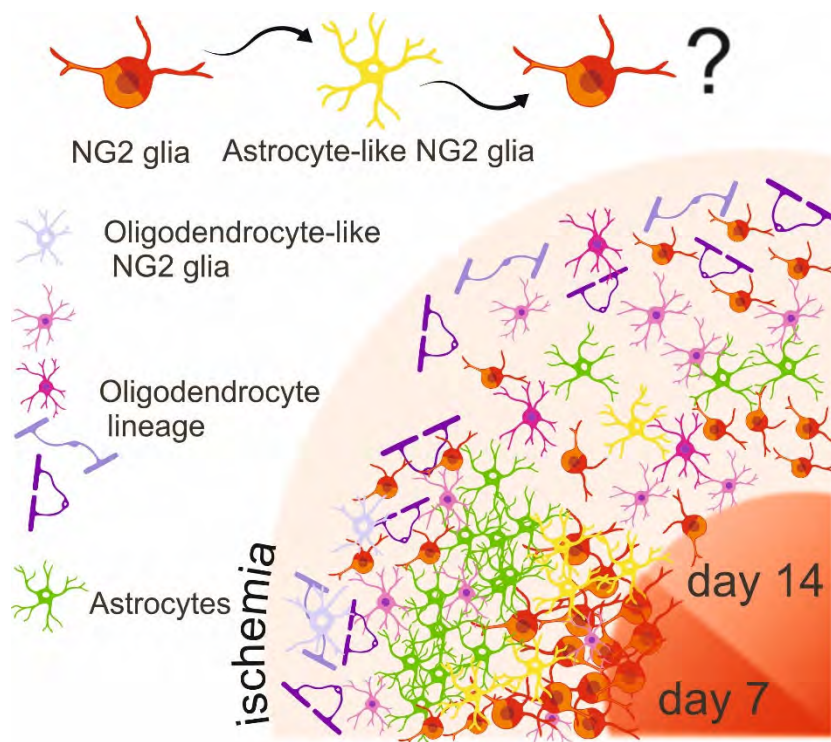 ?
NG2 glia
Astrocyte-like NG2 glia
Oligodendrocyte-like
NG2 glia
Oligodendrocyte
lineage
Astrocytes
ischemia
day 14
day 7